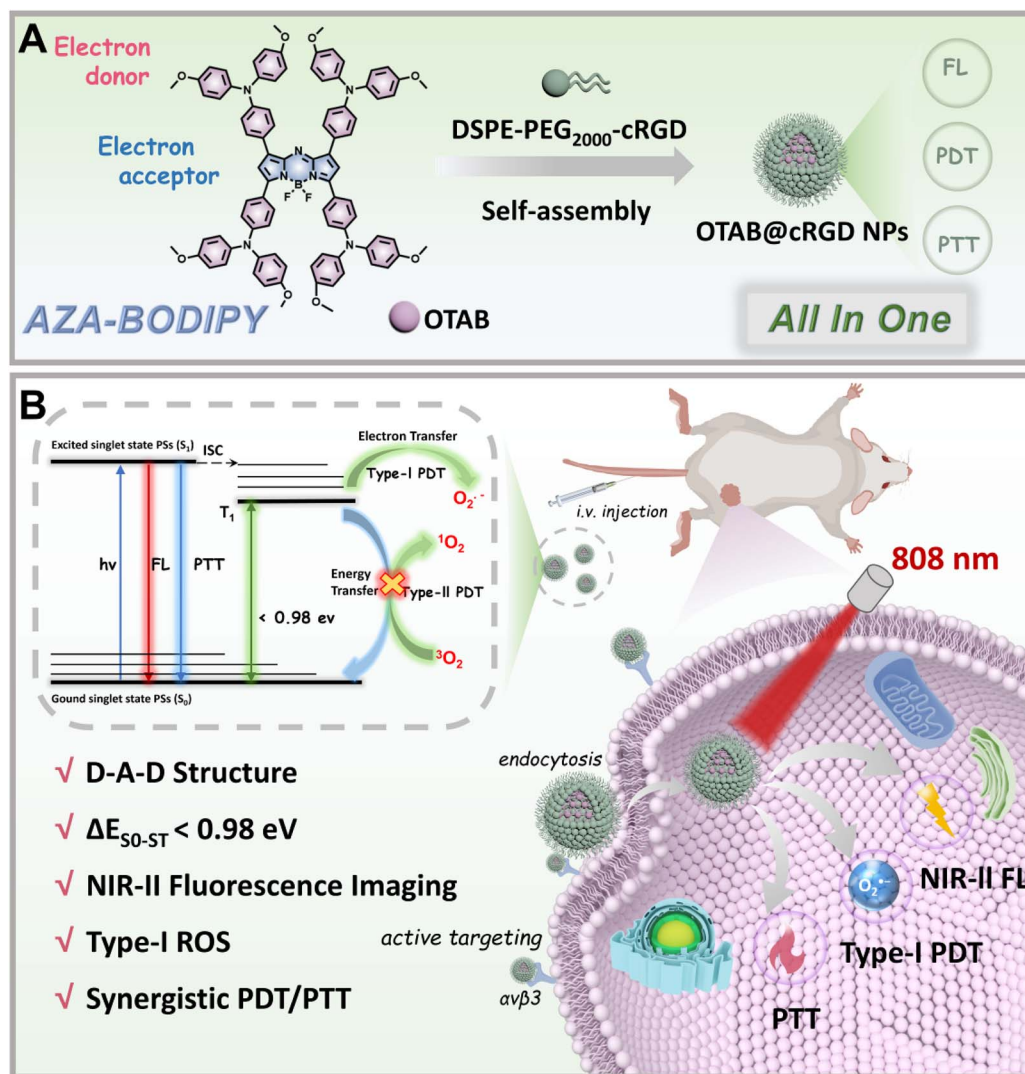 A
Electron
donor
Electron
acceptor
O
O
O
O
O
O
O
O
N
N
N
N
N
N
N
B
F
F
DSPE-PEG2000-cRGD
Self-assembly
OTAB@cRGD NPs
FL
PDT
PTT
AZA-BODIPY
OTAB
All In One
B
Excited singlet state PSs (S1)
ISC
Electron Transfer
Type-I PDT
O2·-
T1
1O2
hv
FL
PTT
Energy
Transfer
Type-II PDT
< 0.98 ev
3O2
Gound singlet state PSs (S0)
i.v. injection
808 nm
√ D-A-D Structure
√ ΔES0-ST < 0.98 eV
√ NIR-II Fluorescence Imaging
√ Type-I ROS
√ Synergistic PDT/PTT
endocytosis
active targeting
αvβ3
O2•−
NIR-II FL
Type-I PDT
PTT